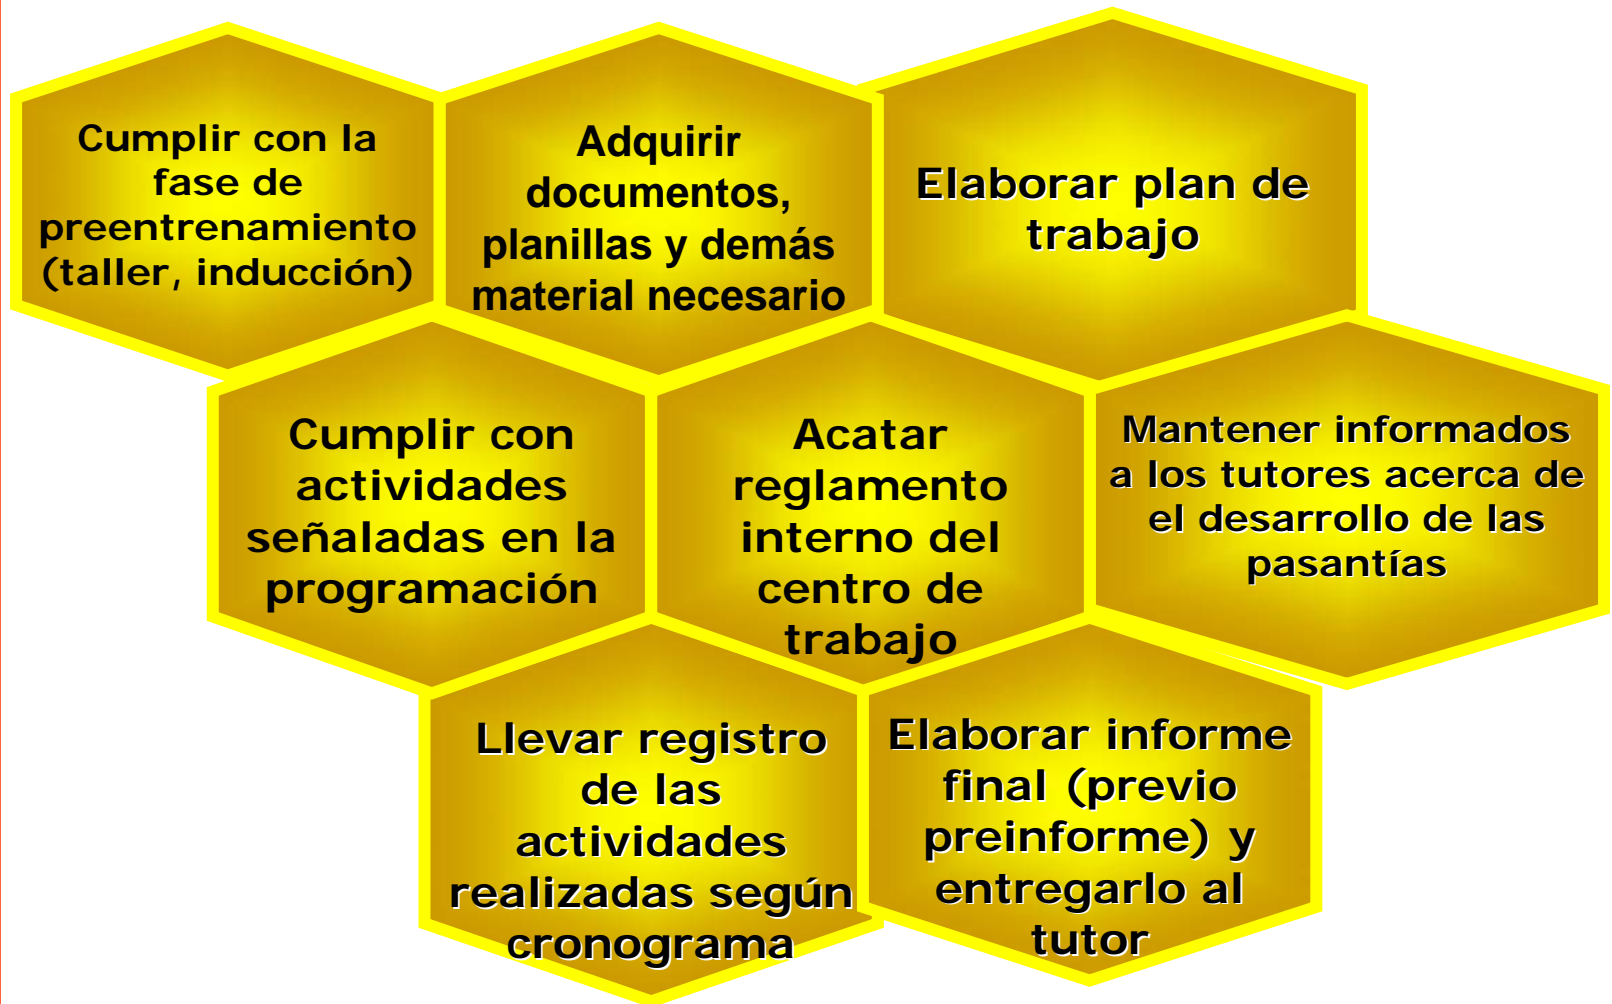 Cumplir con la
fase de
preentrenamiento
(taller, inducción)
Adquirir
documentos,
planillas y demás
material necesario
Elaborar plan de
trabajo
Cumplir con
actividades
señaladas en la
programación
Acatar
reglamento
interno del
centro de
trabajo
Mantener informados
a los tutores acerca de
el desarrollo de las
pasantías
Llevar registro
de las
actividades
realizadas según
cronograma
Elaborar informe
final (previo
preinforme) y
entregarlo al
tutor